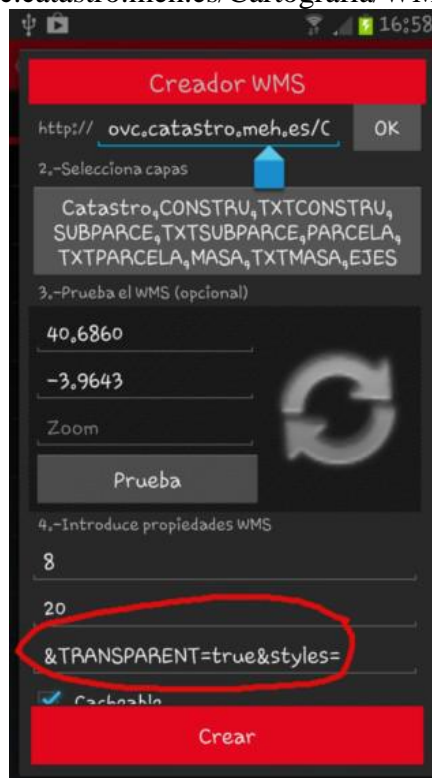 16:58
Creador WMS
http:// ovc.catastro.meh.es/C OK
2.-Selecciona capas
Catastro,CONSTRU,TXTCONSTRU,
SUBPARCE,TXTSUBPARCE,PARCELA,
TXTPARCELA,MASA,TXTMASA,EJES
3.-Prueba el WMS (opcional)
40.6860
-3.9643
Zoom
Prueba
4.-Introduce propiedades WMS
8
20
&TRANSPARENT=true&styles=
Cacheable
Crear